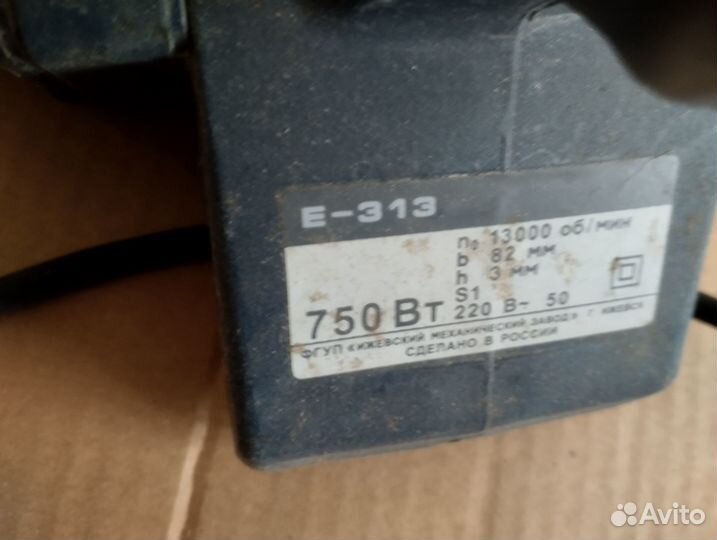 E-313
n₀ 13000 об/мин
b 82 мм
h 3 мм
S1
750 Вт 220 В~ 50
ФГУП «ИЖЕВСКИЙ МЕХАНИЧЕСКИЙ ЗАВОД» Г. ИЖЕВСК
СДЕЛАНО В РОССИИ
Avito